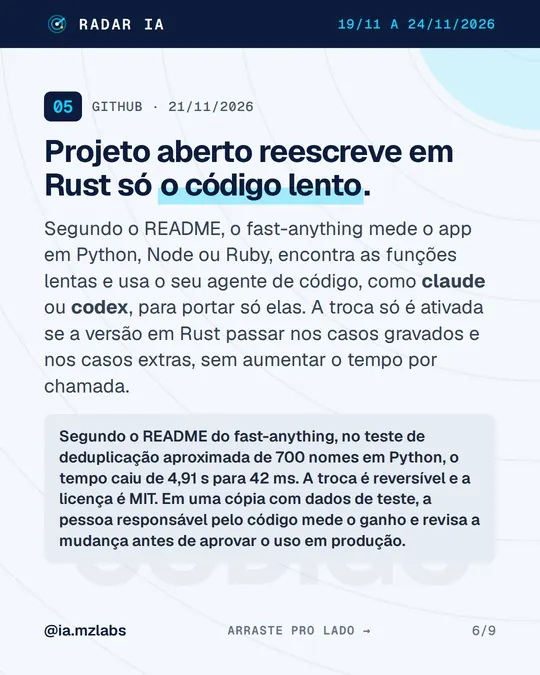 RADAR IA
19/11 A 24/11/2026
05
GITHUB · 21/11/2026
Projeto aberto reescreve em
Rust só o código lento.
Segundo o README, o fast-anything mede o app
em Python, Node ou Ruby, encontra as funções
lentas e usa o seu agente de código, como claude
ou codex, para portar só elas. A troca só é ativada
se a versão em Rust passar nos casos gravados e
nos casos extras, sem aumentar o tempo por
chamada.
Segundo o README do fast-anything, no teste de
deduplicação aproximada de 700 nomes em Python, o
tempo caiu de 4,91 s para 42 ms. A troca é reversível e a
licença é MIT. Em uma cópia com dados de teste, a
pessoa responsável pelo código mede o ganho e revisa a
mudança antes de aprovar o uso em produção.
CÓDIGO
@ia.mzlabs
ARRASTE PRO LADO →
6/9